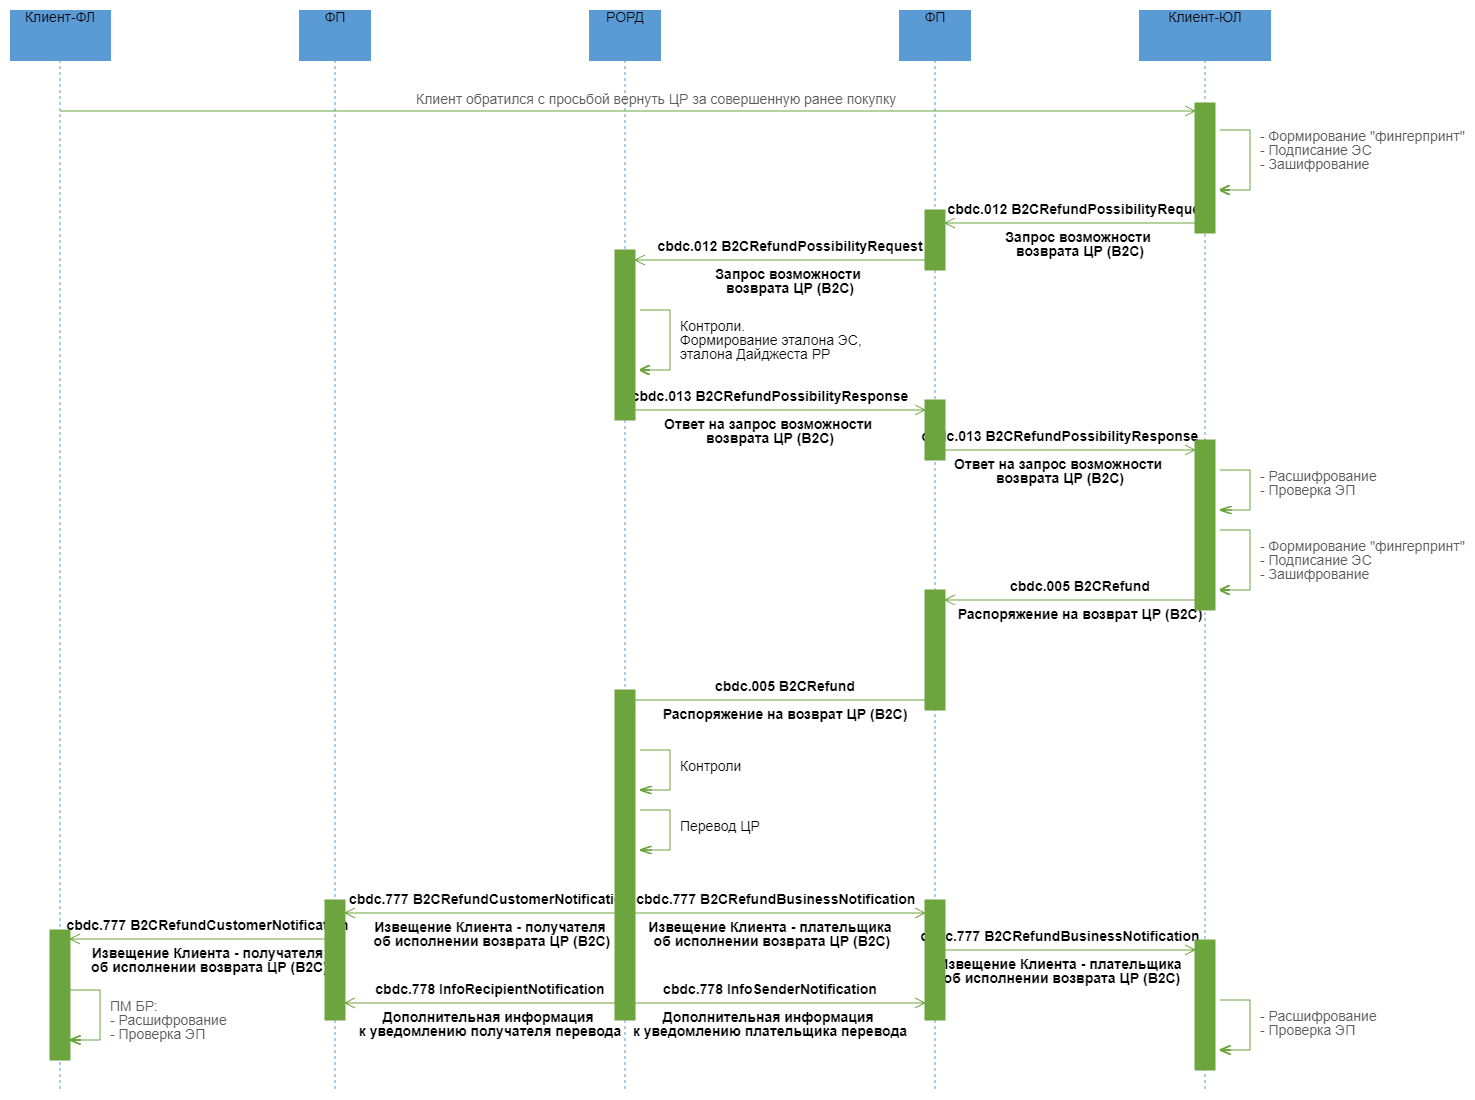 Клиент-ФЛ
ФП
РОРД
ФП
Клиент-ЮЛ
Клиент обратился с просьбой вернуть ЦР за совершенную ранее покупку
- Формирование "фингерпринт"
- Подписание ЭС
- Зашифрование
cbdc.012 B2CRefundPossibilityReque
Запрос возможности
возврата ЦР (B2C)
cbdc.012 B2CRefundPossibilityRequest
Запрос возможности
возврата ЦР (B2C)
Контроли.
Формирование эталона ЭС,
эталона Дайджеста РР
cbdc.013 B2CRefundPossibilityResponse
Ответ на запрос возможности
возврата ЦР (B2C)
c .013 B2CRefundPossibilityResponse
Ответ на запрос возможности
возврата ЦР (B2C)
- Расшифрование
- Проверка ЭП
- Формирование "фингерпринт"
- Подписание ЭС
- Зашифрование
cbdc.005 B2CRefund
Распоряжение на возврат ЦР (B2C)
cbdc.005 B2CRefund
Распоряжение на возврат ЦР (B2C)
Контроли
Перевод ЦР
cbdc.777 B2CRefundCustomerNotificati
cbdc.777 B2CRefundBusinessNotification
Извещение Клиента - получателя
об исполнении возврата ЦР (B2C)
Извещение Клиента - плательщика
об исполнении возврата ЦР (B2C)
cbdc.777 B2CRefundCustomerNotification
Извещение Клиента - получателя
об исполнении возврата ЦР (B2C)
c .777 B2CRefundBusinessNotification
Извещение Клиента - плательщика
об исполнении возврата ЦР (B2C)
cbdc.778 InfoRecipientNotification
cbdc.778 InfoSenderNotification
Дополнительная информация
к уведомлению получателя перевода
Дополнительная информация
к уведомлению плательщика перевода
ПМ БР:
- Расшифрование
- Проверка ЭП
- Расшифрование
- Проверка ЭП